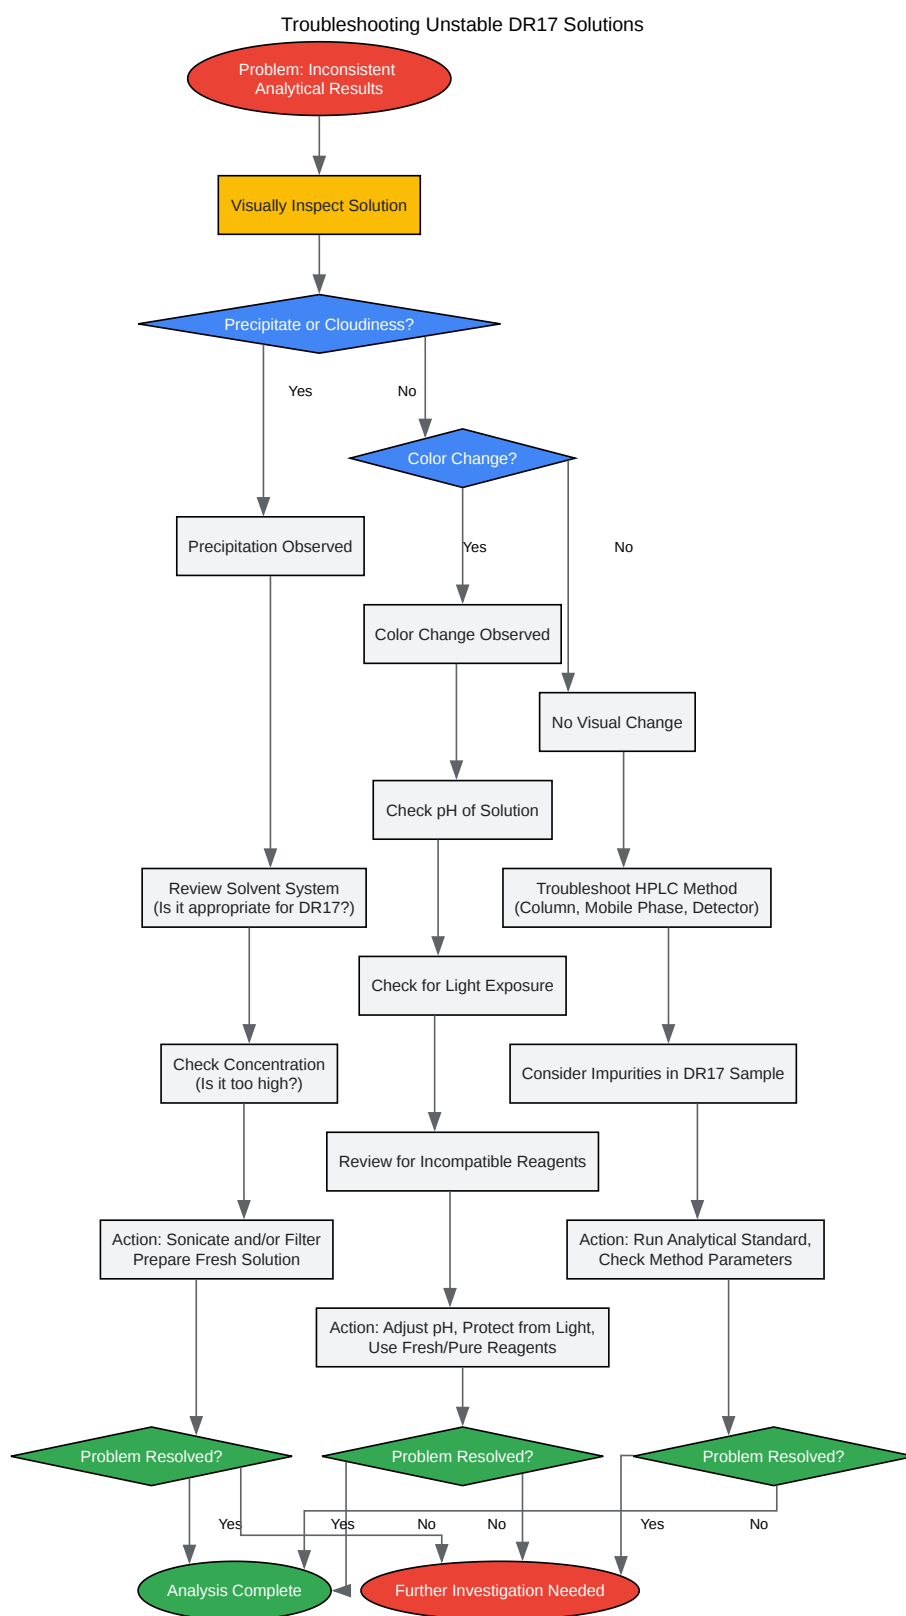 Troubleshooting Unstable DR17 Solutions
Problem: Inconsistent
Analytical Results
Visually Inspect Solution
Precipitate or Cloudiness?
Yes
No
Color Change?
Precipitation Observed
Yes
No
Color Change Observed
No Visual Change
Check pH of Solution
Review Solvent System
(Is it appropriate for DR17?)
Troubleshoot HPLC Method
(Column, Mobile Phase, Detector)
Check for Light Exposure
Check Concentration
(Is it too high?)
Consider Impurities in DR17 Sample
Review for Incompatible Reagents
Action: Sonicate and/or Filter
Prepare Fresh Solution
Action: Run Analytical Standard,
Check Method Parameters
Action: Adjust pH, Protect from Light,
Use Fresh/Pure Reagents
Problem Resolved?
Problem Resolved?
Problem Resolved?
Yes
Yes
No
No
Yes
No
Analysis Complete
Further Investigation Needed